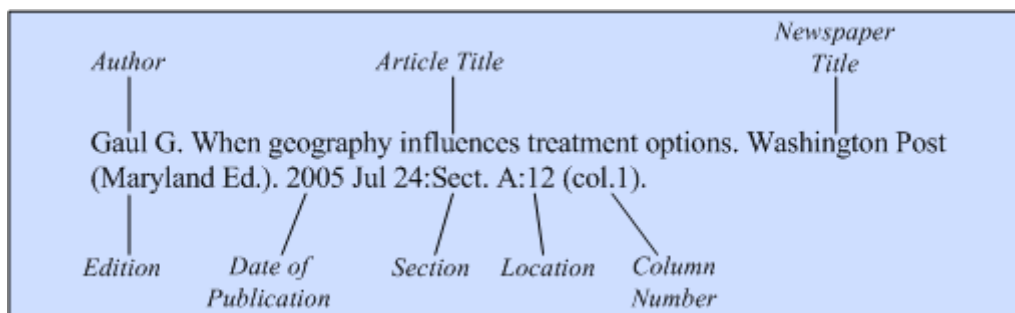 Newspaper
Author Article Title Title
Gaul G. When geography influences treatment options. Washington Post
(Maryland Ed.). 2005 Jul 24:Sect. A:12 (col.1).
Edition Date of Section Location Column
Publication Number